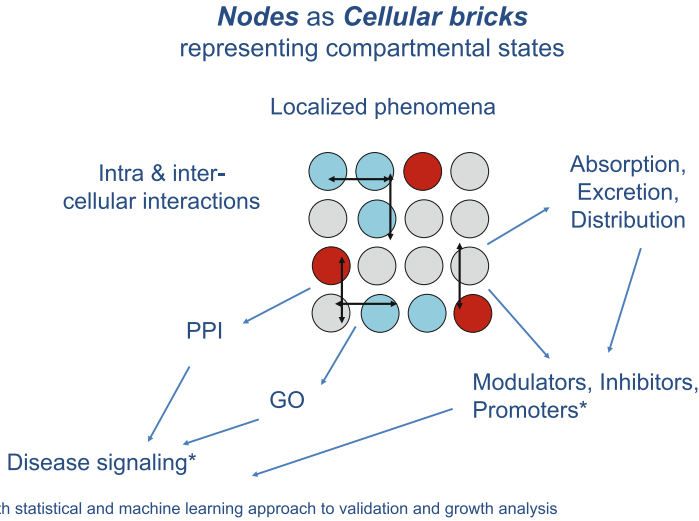 Nodes as Cellular bricks
representing compartmental states
Localized phenomena
Intra & inter-
cellular interactions
Absorption,
Excretion,
Distribution
PPI
GO
Modulators, Inhibitors,
Promoters*
Disease signaling*
statistical and machine learning approach to validation and growth analysis